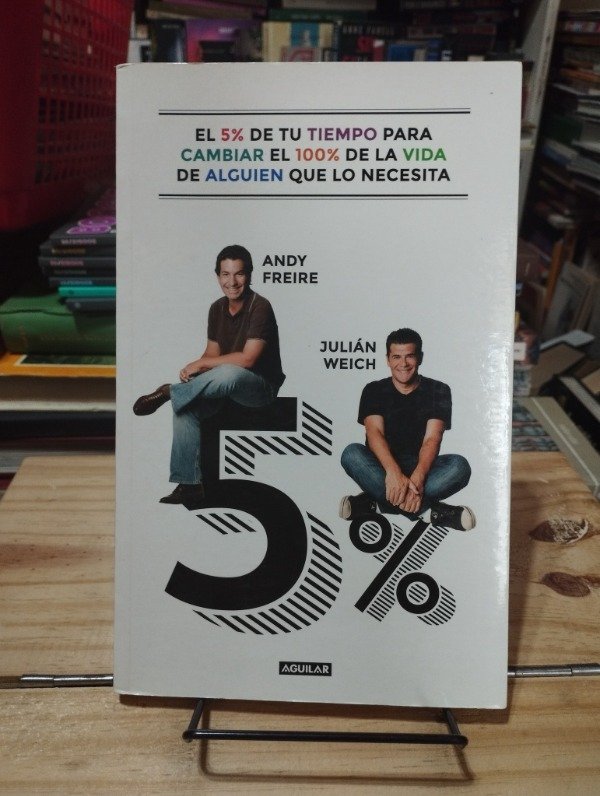 EL 5% DE TU TIEMPO PARA
CAMBIAR EL 100% DE LA VIDA
DE ALGUIEN QUE LO NECESITA
ANDY
FREIRE
JULIÁN
WEICH
5%
AGUILAR